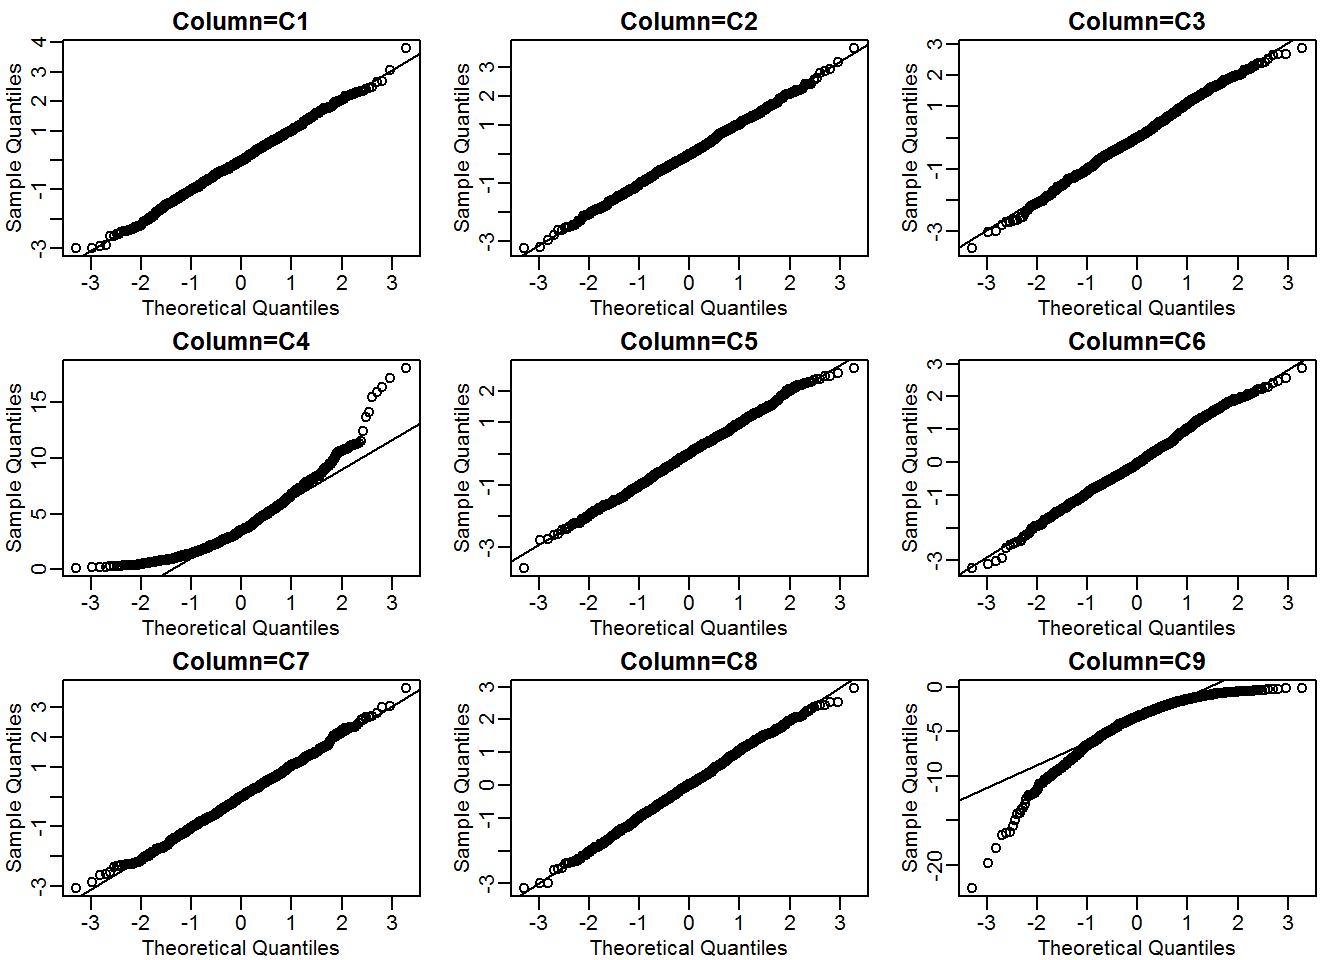 Column=C1 Column=C2 Column=C3
Sample Quantiles Sample Quantiles Sample Quantiles
4 3 2 1 -1 -3
3 2 1 -1 -3
3 1 -1 -3
-3 -2 -1 0 1 2 3
-3 -2 -1 0 1 2 3
-3 -2 -1 0 1 2 3
Theoretical Quantiles Theoretical Quantiles Theoretical Quantiles
Column=C4 Column=C5 Column=C6
Sample Quantiles Sample Quantiles Sample Quantiles
15 10 5 0
2 1 -1 -3
3 2 1 0 -1 -3
-3 -2 -1 0 1 2 3
-3 -2 -1 0 1 2 3
-3 -2 -1 0 1 2 3
Theoretical Quantiles Theoretical Quantiles Theoretical Quantiles
Column=C7 Column=C8 Column=C9
Sample Quantiles Sample Quantiles Sample Quantiles
3 2 1 -1 -3
3 2 1 0 -1 -3
0 -5 -10 -20
-3 -2 -1 0 1 2 3
-3 -2 -1 0 1 2 3
-3 -2 -1 0 1 2 3
Theoretical Quantiles Theoretical Quantiles Theoretical Quantiles